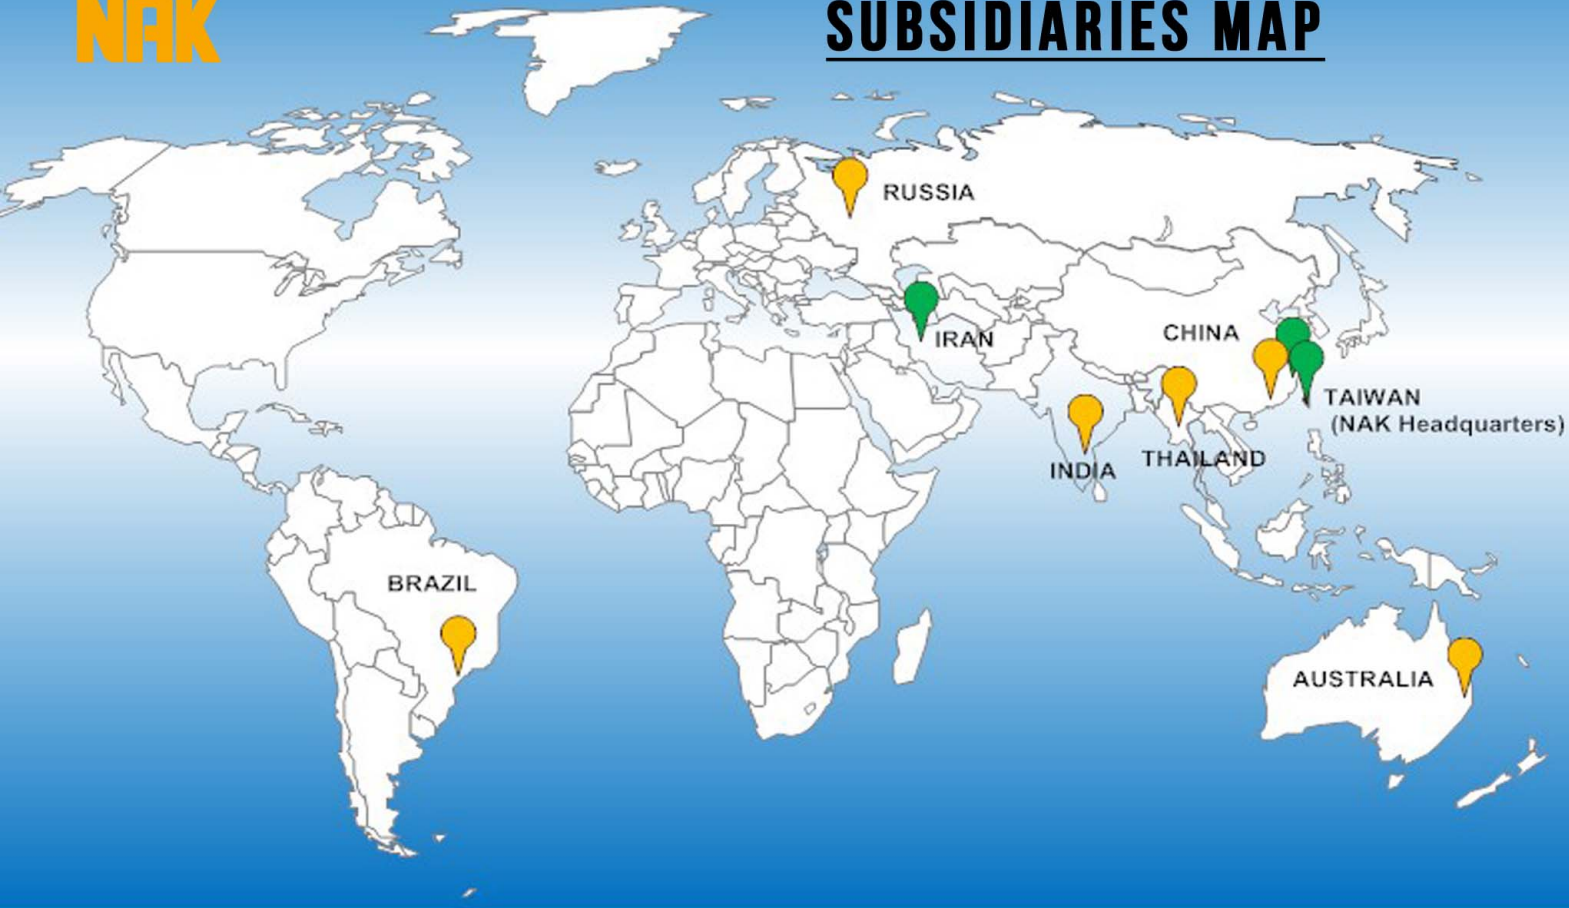 NAK
SUBSIDIARIES MAP
RUSSIA
IRAN
CHINA
TAIWAN
(NAK Headquarters)
INDIA
THAILAND
BRAZIL
AUSTRALIA